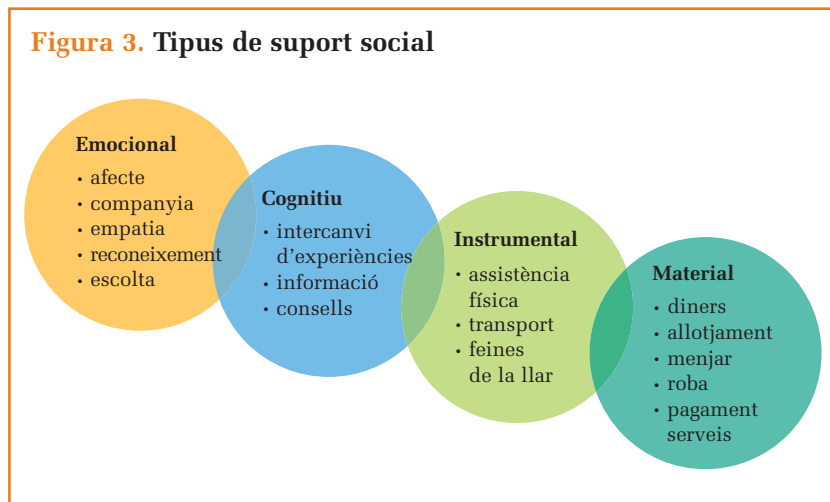 Figura 3. Tipus de suport social
Emocional
· afecte
· companyia
· empatia
· reconeixement
· escolta
Cognitiu
· intercanvi
d’experiències
· informació
· consells
Instrumental
· assistència
física
· transport
· feines
de la llar
Material
· diners
· allotjament
· menjar
· roba
· pagament
serveis